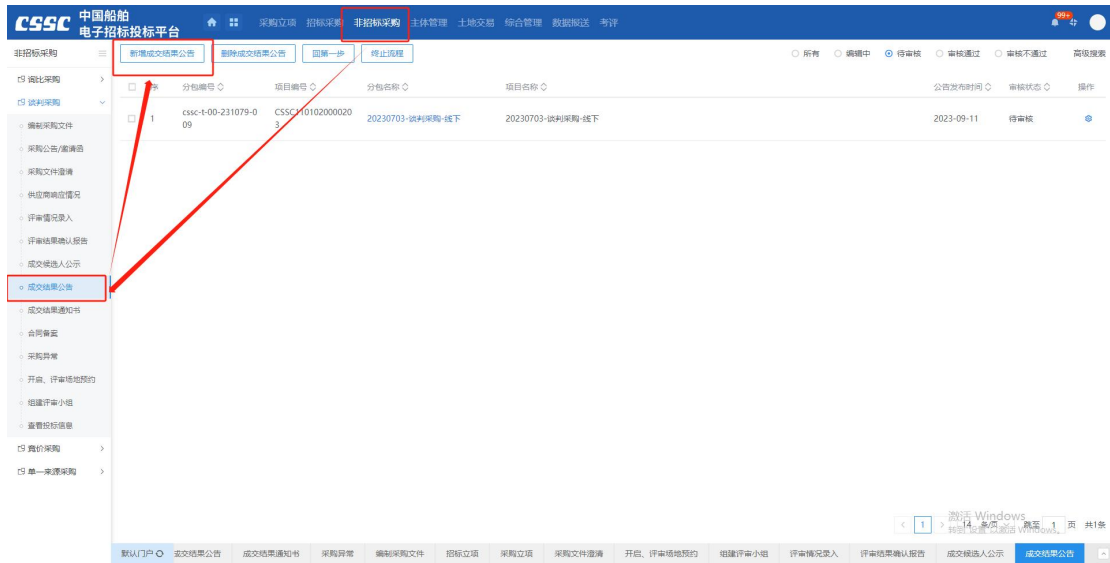 CSSC 中国船舶
电子招标投标平台
采购立项 招标采购 非招标采购 主体管理 土地交易 综合管理 数据报送 考评
99+
非招标采购
新增成交结果公告 删除成交结果公告 回第一步 终止流程
所有 编辑中 待审核 审核通过 审核不通过 高级搜索
询比采购
谈判采购
编制采购文件
采购公告/邀请函
采购文件澄清
供应商响应情况
评审情况录入
评审结果确认报告
成交候选人公示
成交结果公告
成交结果通知书
合同备案
采购异常
开启、评审场地预约
组建评审小组
查看投标信息
竞价采购
单一来源采购
序 分包编号 项目编号 分包名称 项目名称 公告发布时间 审核状态 操作
1 cssc-t-00-231079-0
09
CSSC110102000020
3
20230703-谈判采购-线下 20230703-谈判采购-线下 2023-09-11 待审核
激活 Windows
1 14 条/页 跳至 1 页 共1条
默认门户 成交结果公告 成交结果通知书 采购异常 编制采购文件 招标立项 采购立项 采购文件澄清 开启、评审场地预约 组建评审小组 评审情况录入 评审结果确认报告 成交候选人公示 成交结果公告